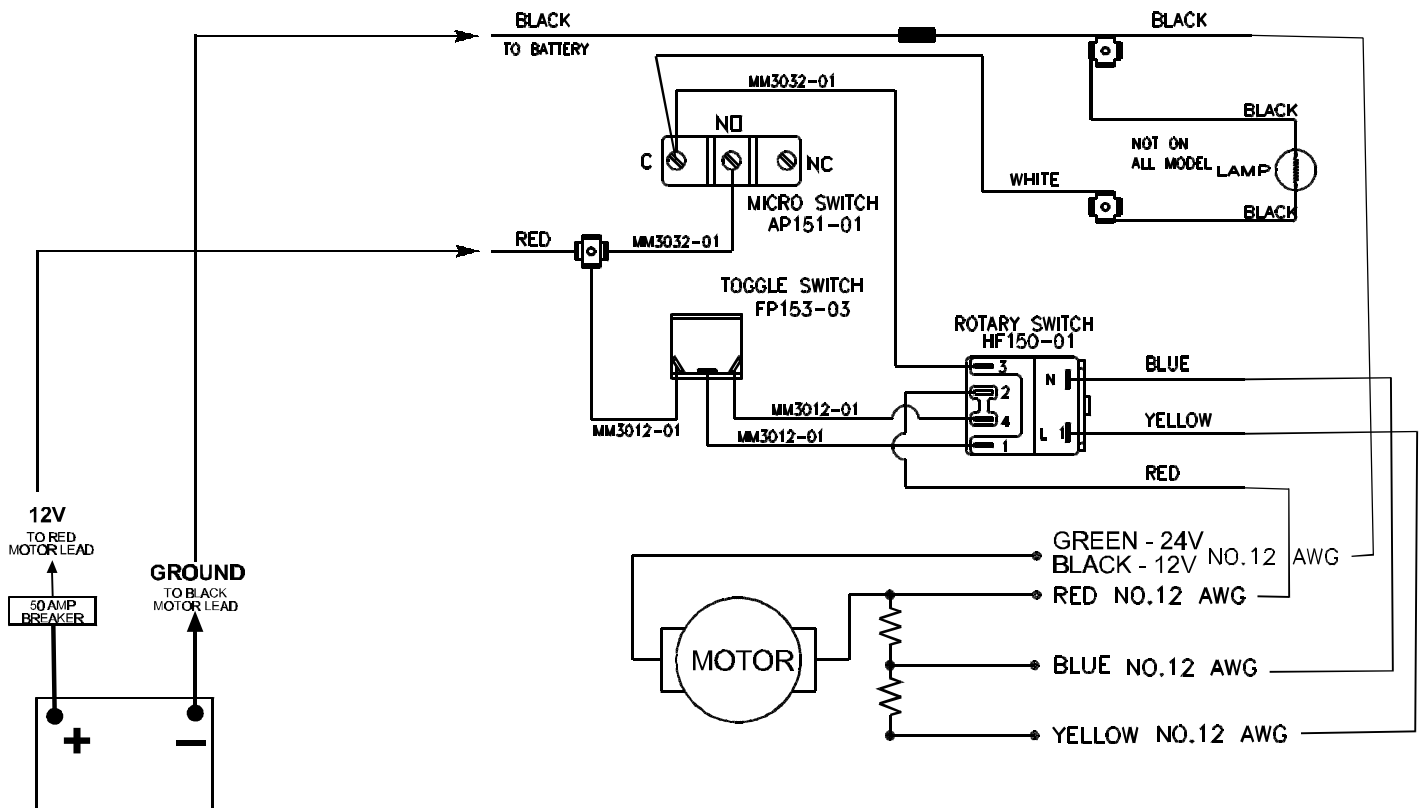 BLACK
TO BATTERY
BLACK
MM3032-01
NO
C
NC
MICRO SWITCH
AP151-01
BLACK
NOT ON
ALL MODEL
LAMP
WHITE
BLACK
RED
MM3032-01
TOGGLE SWITCH
FP153-03
ROTARY SWITCH
HF150-01
3
2
4
1
N
L 1
BLUE
YELLOW
RED
MM3012-01
MM3012-01
MM3012-01
12V
TO RED
MOTOR LEAD
50 AMP
BREAKER
GROUND
TO BLACK
MOTOR LEAD
+
−
MOTOR
GREEN - 24V
BLACK - 12V NO.12 AWG
RED NO.12 AWG
BLUE NO.12 AWG
YELLOW NO.12 AWG